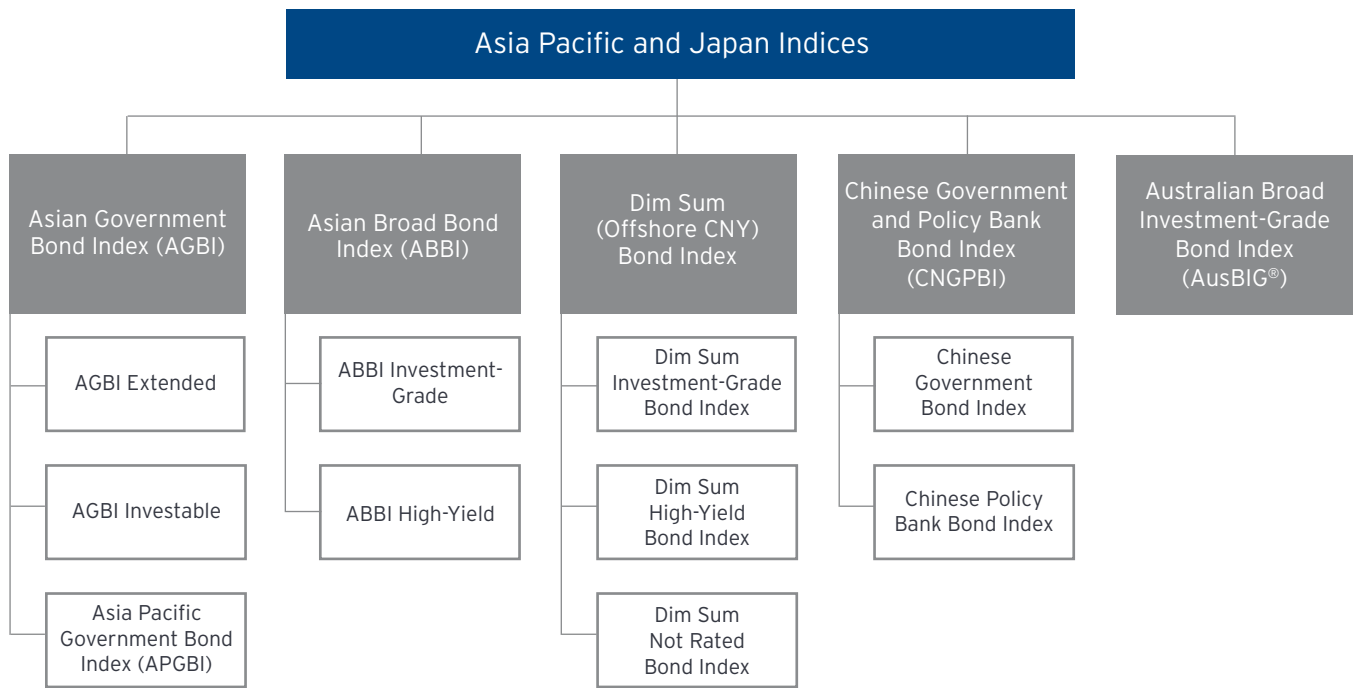 Asia Pacific and Japan Indices
Asian Government
Bond Index (AGBI)
AGBI Extended
AGBI Investable
Asia Pacific
Government Bond
Index (APGBI)
Asian Broad Bond
Index (ABBI)
ABBI Investment-
Grade
ABBI High-Yield
Dim Sum
(Offshore CNY)
Bond Index
Dim Sum
Investment-Grade
Bond Index
Dim Sum
High-Yield
Bond Index
Dim Sum
Not Rated
Bond Index
Chinese Government
and Policy Bank
Bond Index
(CNGPBI)
Chinese
Government
Bond Index
Chinese Policy
Bank Bond Index
Australian Broad
Investment-Grade
Bond Index
(AusBIG®)